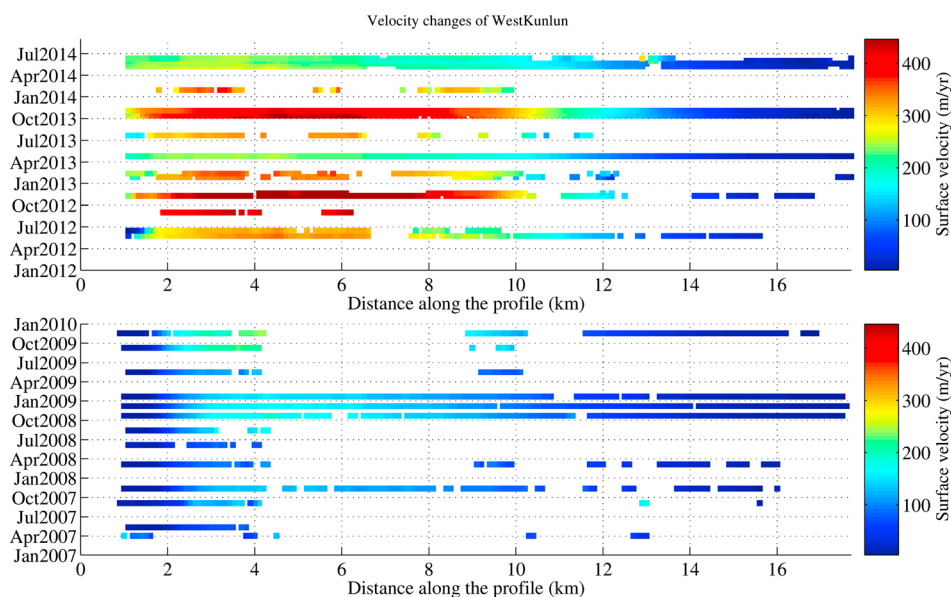 Velocity changes of WestKunlun
Jul2014
Apr2014
Jan2014
Oct2013
Jul2013
Apr2013
Jan2013
Oct2012
Jul2012
Apr2012
Jan2012
0 2 4 6 8 10 12 14 16
Distance along the profile (km)
400
300
200
100
Surface velocity (m/yr)
Jan2010
Oct2009
Jul2009
Apr2009
Jan2009
Oct2008
Jul2008
Apr2008
Jan2008
Oct2007
Jul2007
Apr2007
Jan2007
0 2 4 6 8 10 12 14 16
Distance along the profile (km)
400
300
200
100
Surface velocity (m/yr)